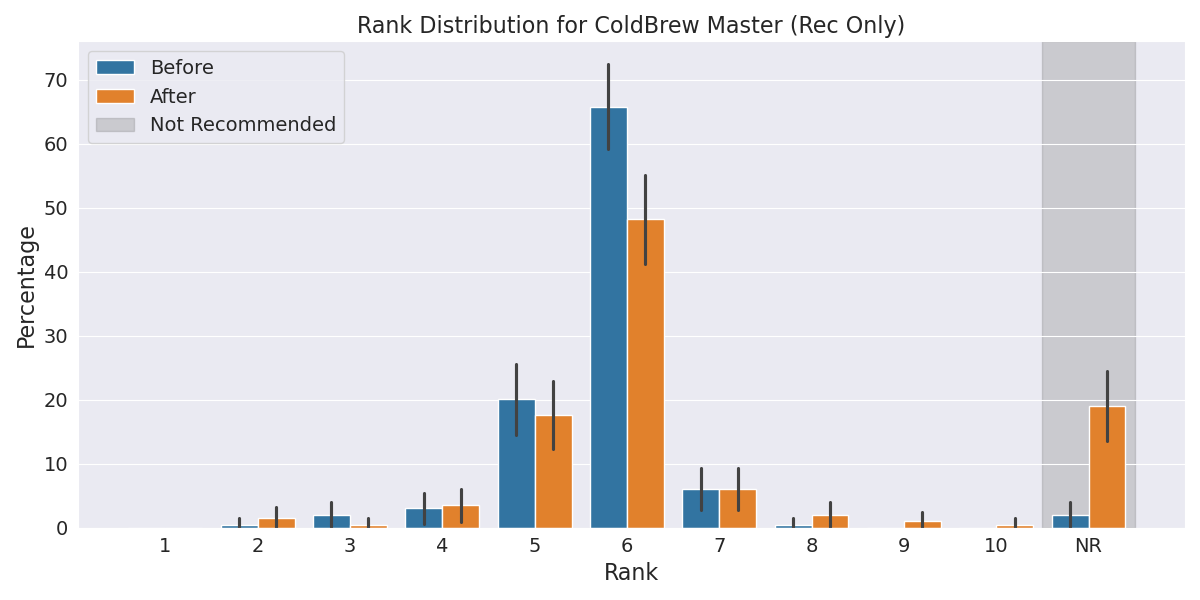 Rank Distribution for ColdBrew Master (Rec Only)
Before
After
Not Recommended
Percentage
70
60
50
40
30
20
10
0
1 2 3 4 5 6 7 8 9 10 NR
Rank